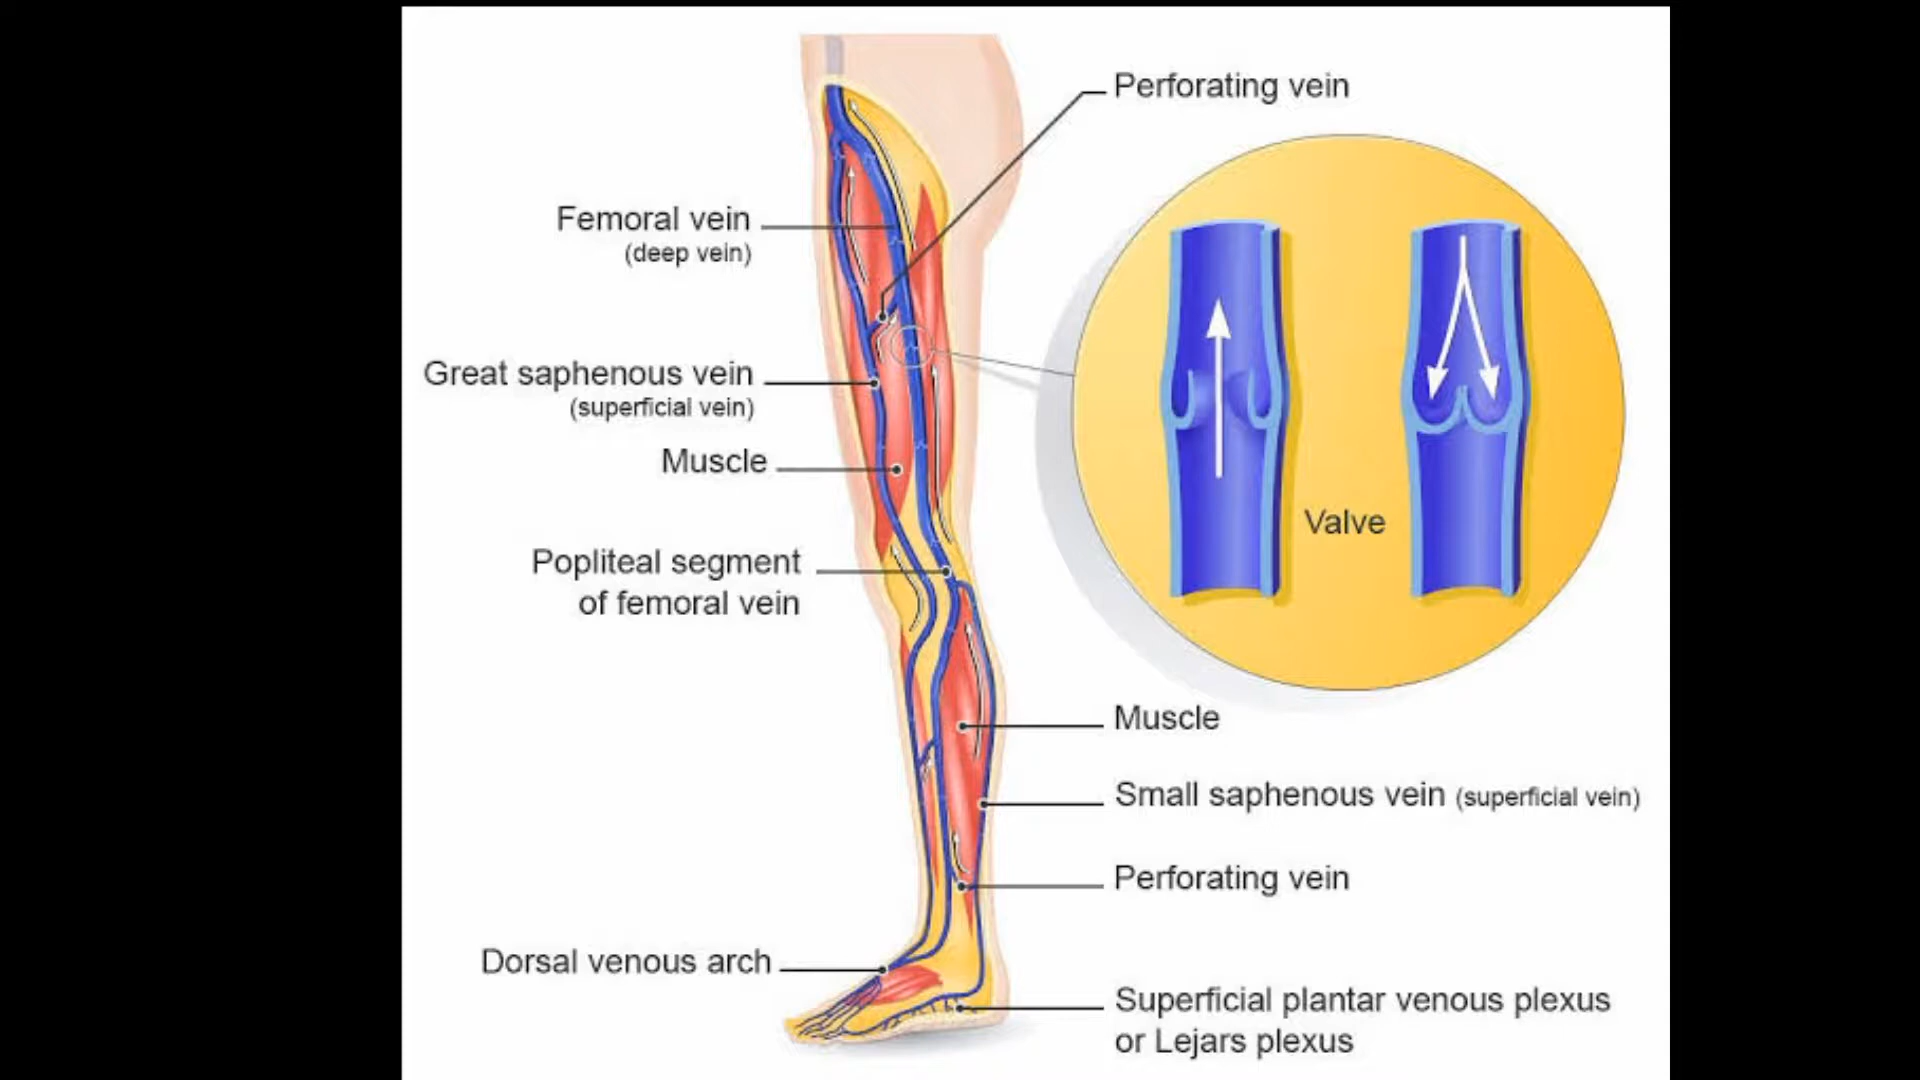 Perforating vein
Femoral vein
(deep vein)
Great saphenous vein
(superficial vein)
Muscle
Valve
Popliteal segment
of femoral vein
Muscle
Small saphenous vein (superficial vein)
Perforating vein
Dorsal venous arch
Superficial plantar venous plexus
or Lejars plexus